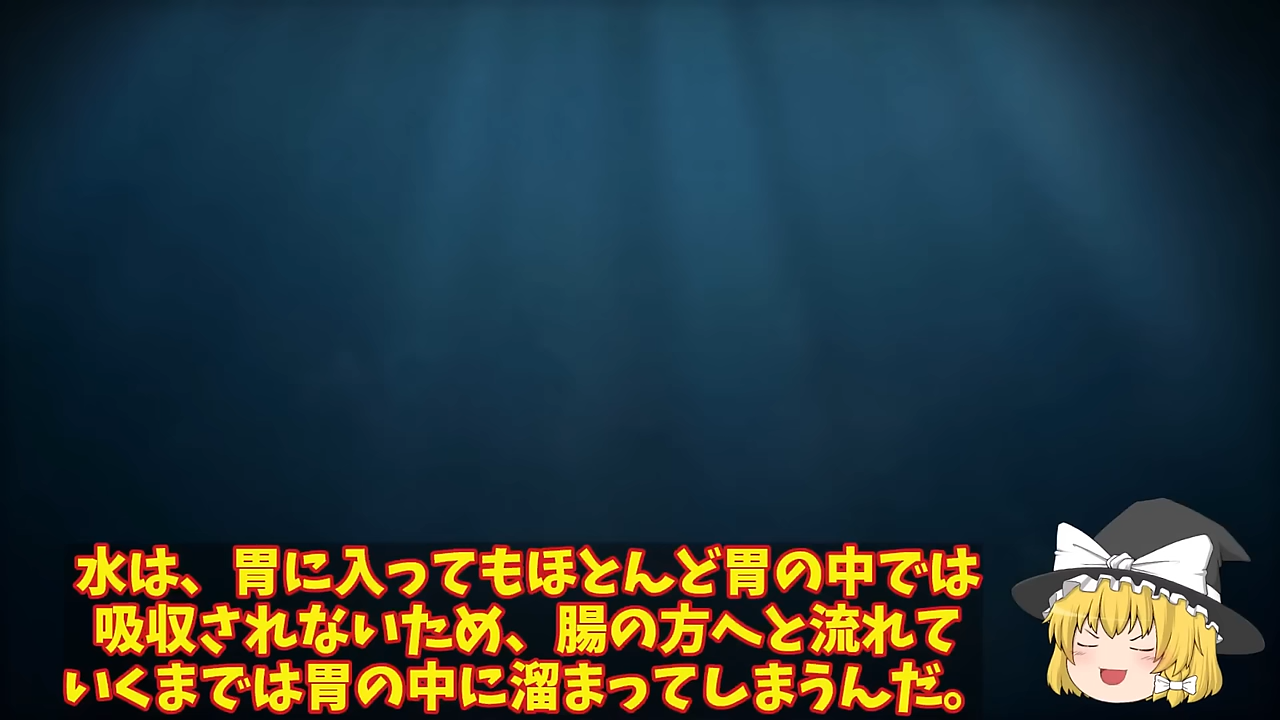 水は、胃に入ってもほとんど胃の中では
吸収されないため、腸の方へと流れて
いくまでは胃の中に溜まってしまうんだ。